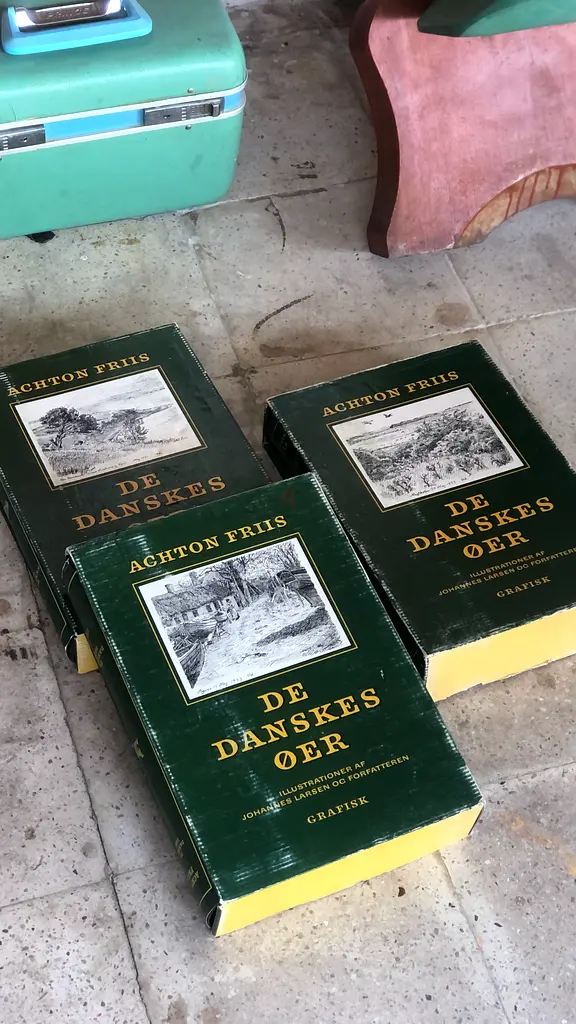 PRINCE
ACHTON FRIIS
DE
DANSKES
ACHTON FRIIS
DE
DANSKES
ØER
ILLUSTRATIONER AF
JOHANNES LARSEN OG FORFATTEREN
GRAFISK
ACHTON FRIIS
DE
DANSKES
ØER
ILLUSTRATIONER AF
JOHANNES LARSEN OG FORFATTEREN
GRAFISK